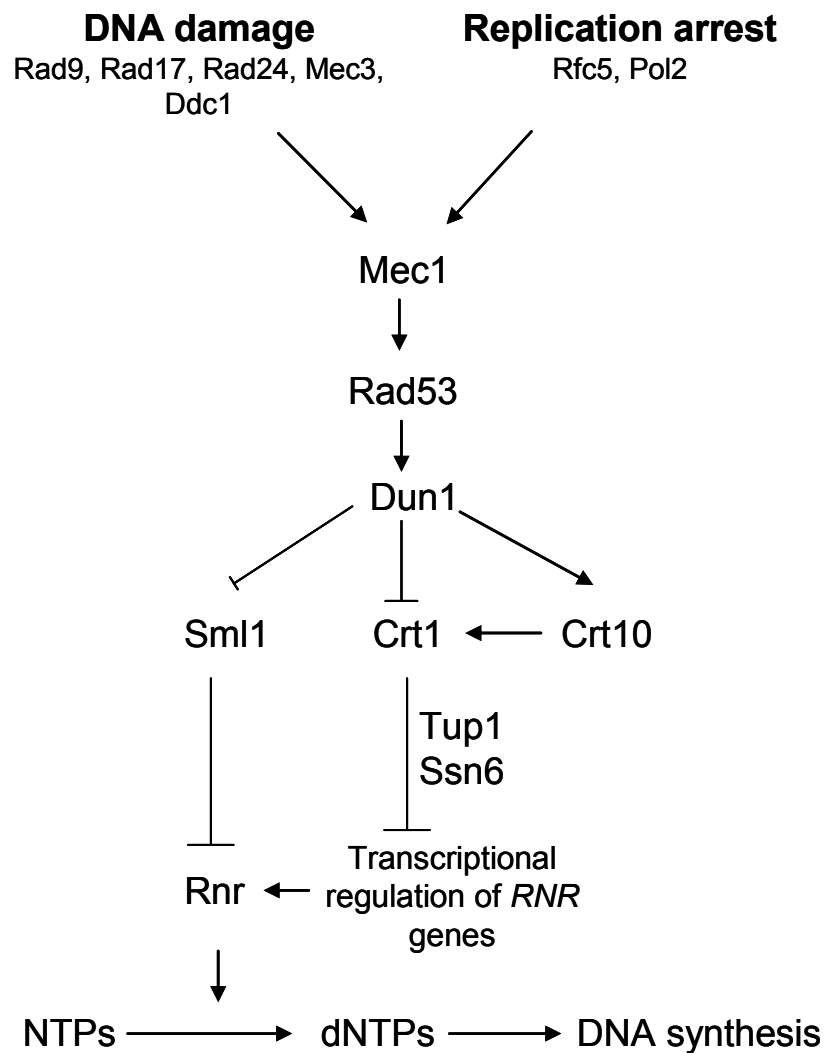 DNA damage
Rad9, Rad17, Rad24, Mec3,
Ddc1
Replication arrest
Rfc5, Pol2
Mec1
Rad53
Dun1
Sml1
Crt1
Crt10
Tup1
Ssn6
Transcriptional
regulation of RNR
genes
Rnr
NTPs
dNTPs
DNA synthesis